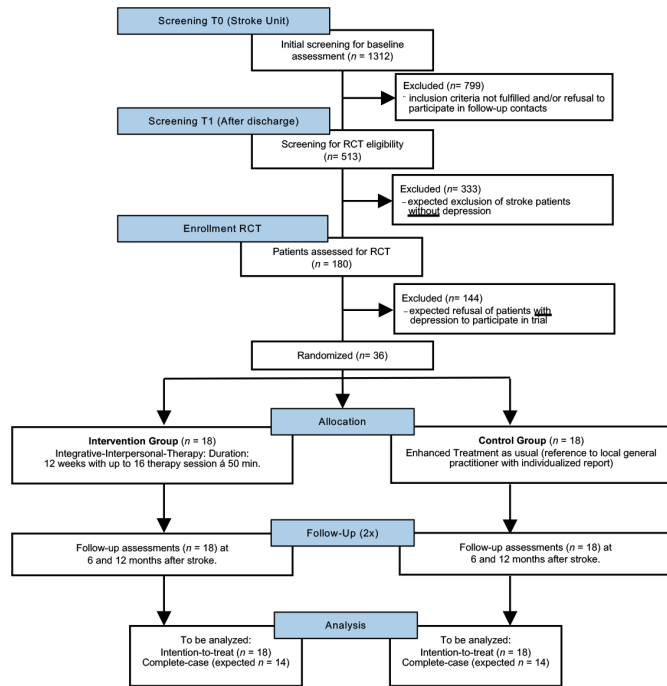 Screening T0 (Stroke Unit)
Initial screening for baseline
assessment (n = 1312)
Excluded (n= 799)
- inclusion criteria not fulfilled and/or refusal to
participate in follow-up contacts
Screening T1 (After discharge)
Screening for RCT eligibility
(n= 513)
Excluded (n= 333)
–expected exclusion of stroke patients
without depression
Enrollment RCT
Patients assessed for RCT
(n = 180)
Excluded (n= 144)
–expected refusal of patients with
depression to participate in trial
Randomized (n= 36)
Allocation
Intervention Group (n = 18)
Integrative-Interpersonal-Therapy: Duration:
12 weeks with up to 16 therapy session á 50 min.
Control Group (n = 18)
Enhanced Treatment as usual (reference to local general
practitioner with individualized report)
Follow-Up (2x)
Follow-up assessments (n = 18) at
6 and 12 months after stroke.
Follow-up assessments (n = 18) at
6 and 12 months after stroke.
Analysis
To be analyzed:
Intention-to-treat (n = 18)
Complete-case (expected n = 14)
To be analyzed:
Intention-to-treat (n = 18)
Complete-case (expected n = 14)